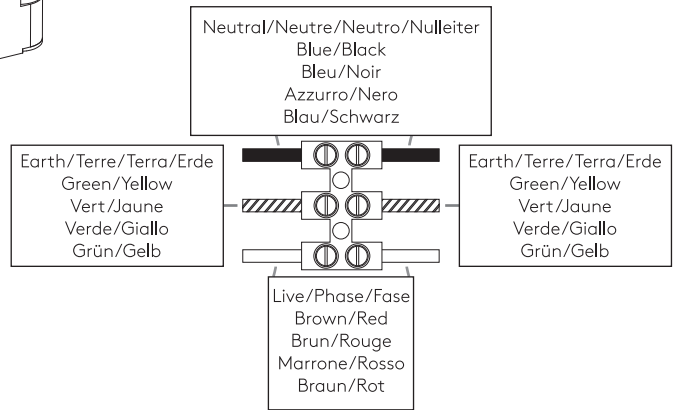 Neutral/Neutre/Neutro/Nulleiter
Blue/Black
Bleu/Noir
Azzurro/Nero
Blau/Schwarz
Earth/Terre/Terra/Erde
Green/Yellow
Vert/Jaune
Verde/Giallo
Grün/Gelb
Earth/Terre/Terra/Erde
Green/Yellow
Vert/Jaune
Verde/Giallo
Grün/Gelb
Live/Phase/Fase
Brown/Red
Brun/Rouge
Marrone/Rosso
Braun/Rot